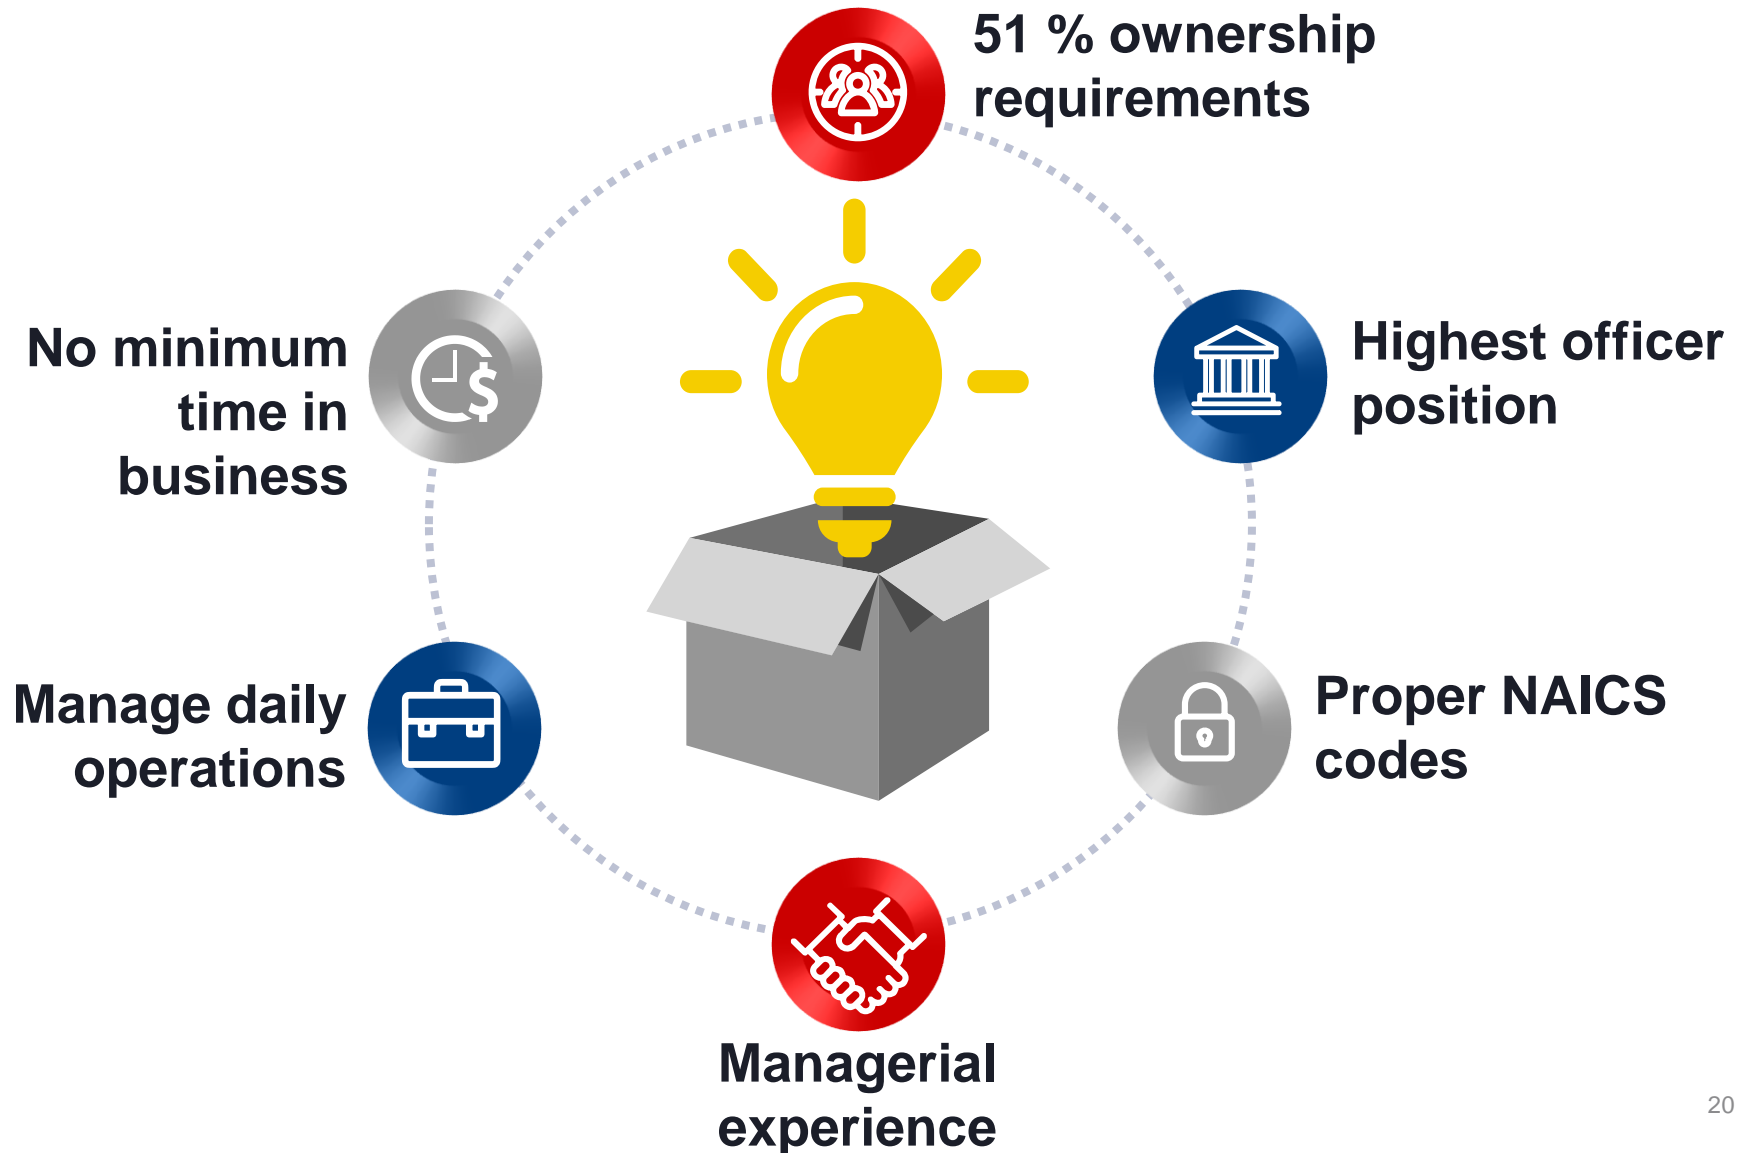 51 % ownership
requirements
Highest officer
position
Proper NAICS
codes
Managerial
experience
Manage daily
operations
No minimum
time in
business
$
20